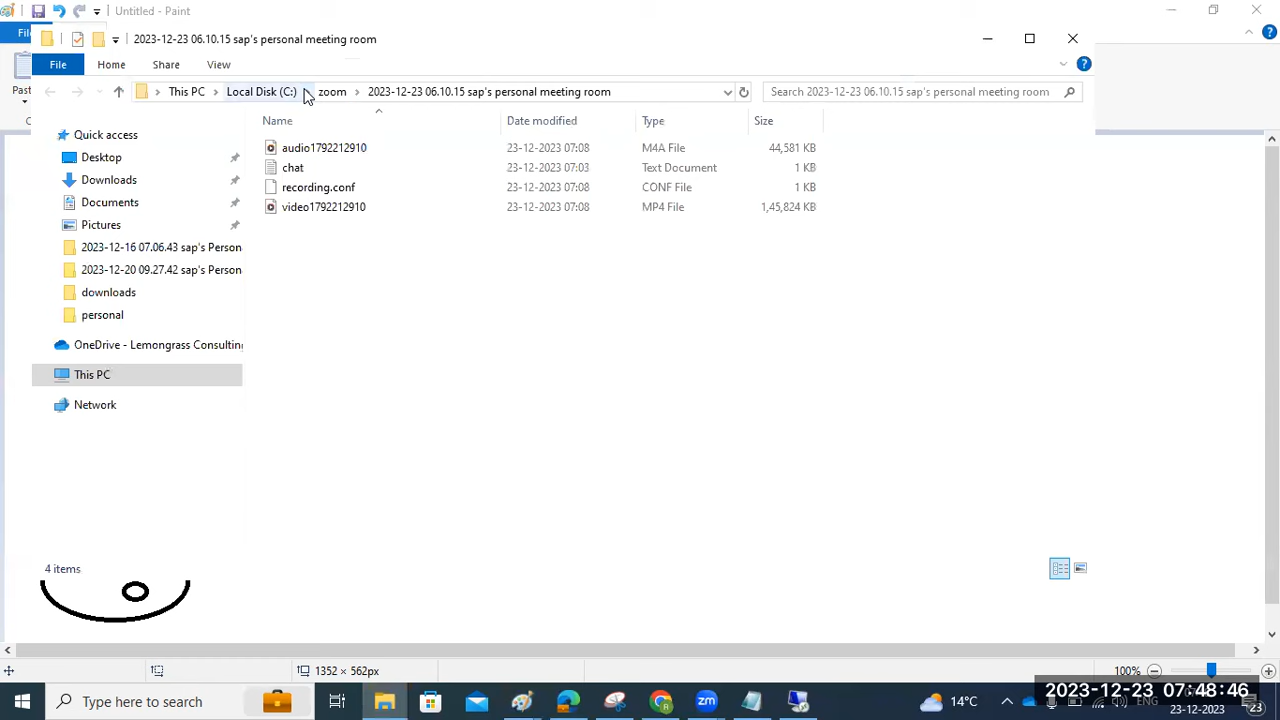 Untitled - Paint
File
2023-12-23 06.10.15 sap's personal meeting room
File Home Share View
This PC Local Disk (C:) zoom 2023-12-23 06.10.15 sap's personal meeting room
Search 2023-12-23 06.10.15 sap's personal meeting room
Name Date modified Type Size
Quick access
Desktop
Downloads
Documents
Pictures
2023-12-16 07.06.43 sap's Person
2023-12-20 09.27.42 sap's Persona
downloads
personal
OneDrive - Lemongrass Consulting
This PC
Network
audio1792212910 23-12-2023 07:08 M4A File 44,581 KB
chat 23-12-2023 07:03 Text Document 1 KB
recording.conf 23-12-2023 07:08 CONF File 1 KB
video1792212910 23-12-2023 07:08 MP4 File 1,45,824 KB
4 items
1352 × 562px
100%
Type here to search
14°C
ENG
2023-12-23 07:48:46
23-12-2023
23